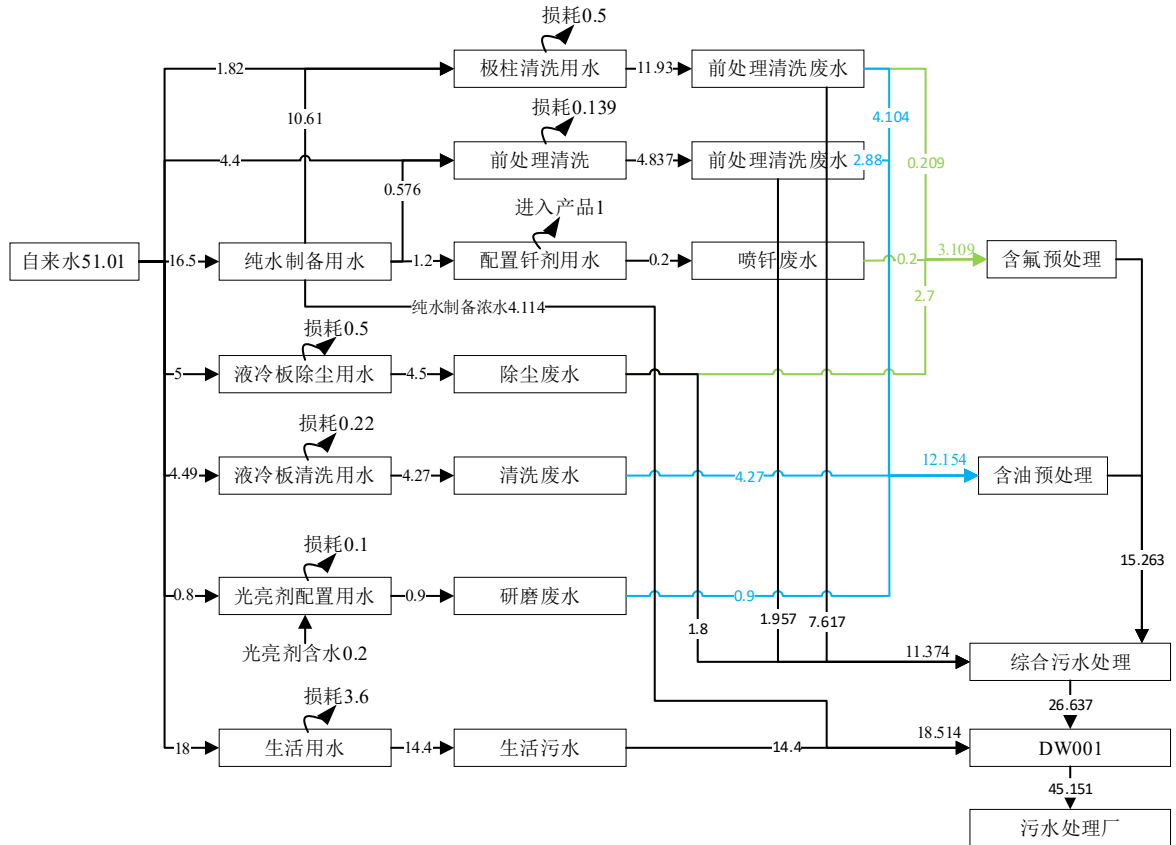 损耗0.5
1.82
极柱清洗用水
11.93
前处理清洗废水
4.104
10.61
损耗0.139
4.4
前处理清洗
4.837
前处理清洗废水
2.88
0.209
0.576
进入产品1
自来水51.01
16.5
纯水制备用水
1.2
配置钎剂用水
0.2
喷钎废水
0.2
3.109
含氟预处理
2.7
纯水制备浓水4.114
损耗0.5
5
液冷板除尘用水
4.5
除尘废水
损耗0.22
4.49
液冷板清洗用水
4.27
清洗废水
4.27
12.154
含油预处理
损耗0.1
15.263
0.8
光亮剂配置用水
0.9
研磨废水
0.9
1.8
1.957
7.617
光亮剂含水0.2
11.374
综合污水处理
损耗3.6
26.637
18
生活用水
14.4
生活污水
14.4
18.514
DW001
45.151
污水处理厂